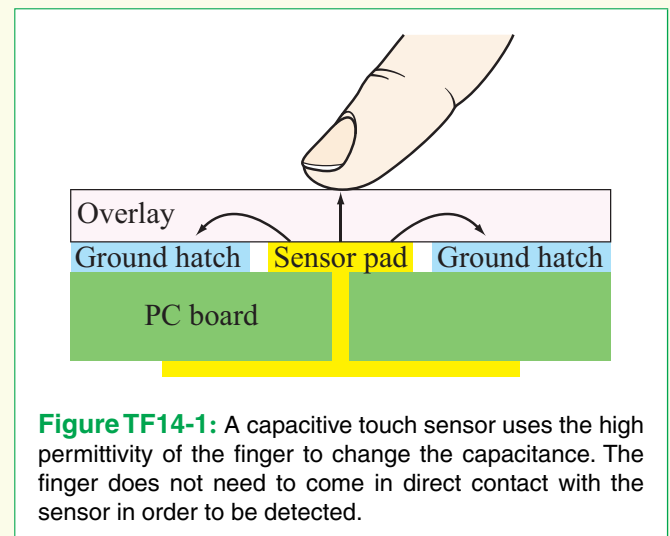 Overlay
Ground hatch Sensor pad Ground hatch
PC board
Figure TF14-1: A capacitive touch sensor uses the high
permittivity of the finger to change the capacitance. The
finger does not need to come in direct contact with the
sensor in order to be detected.